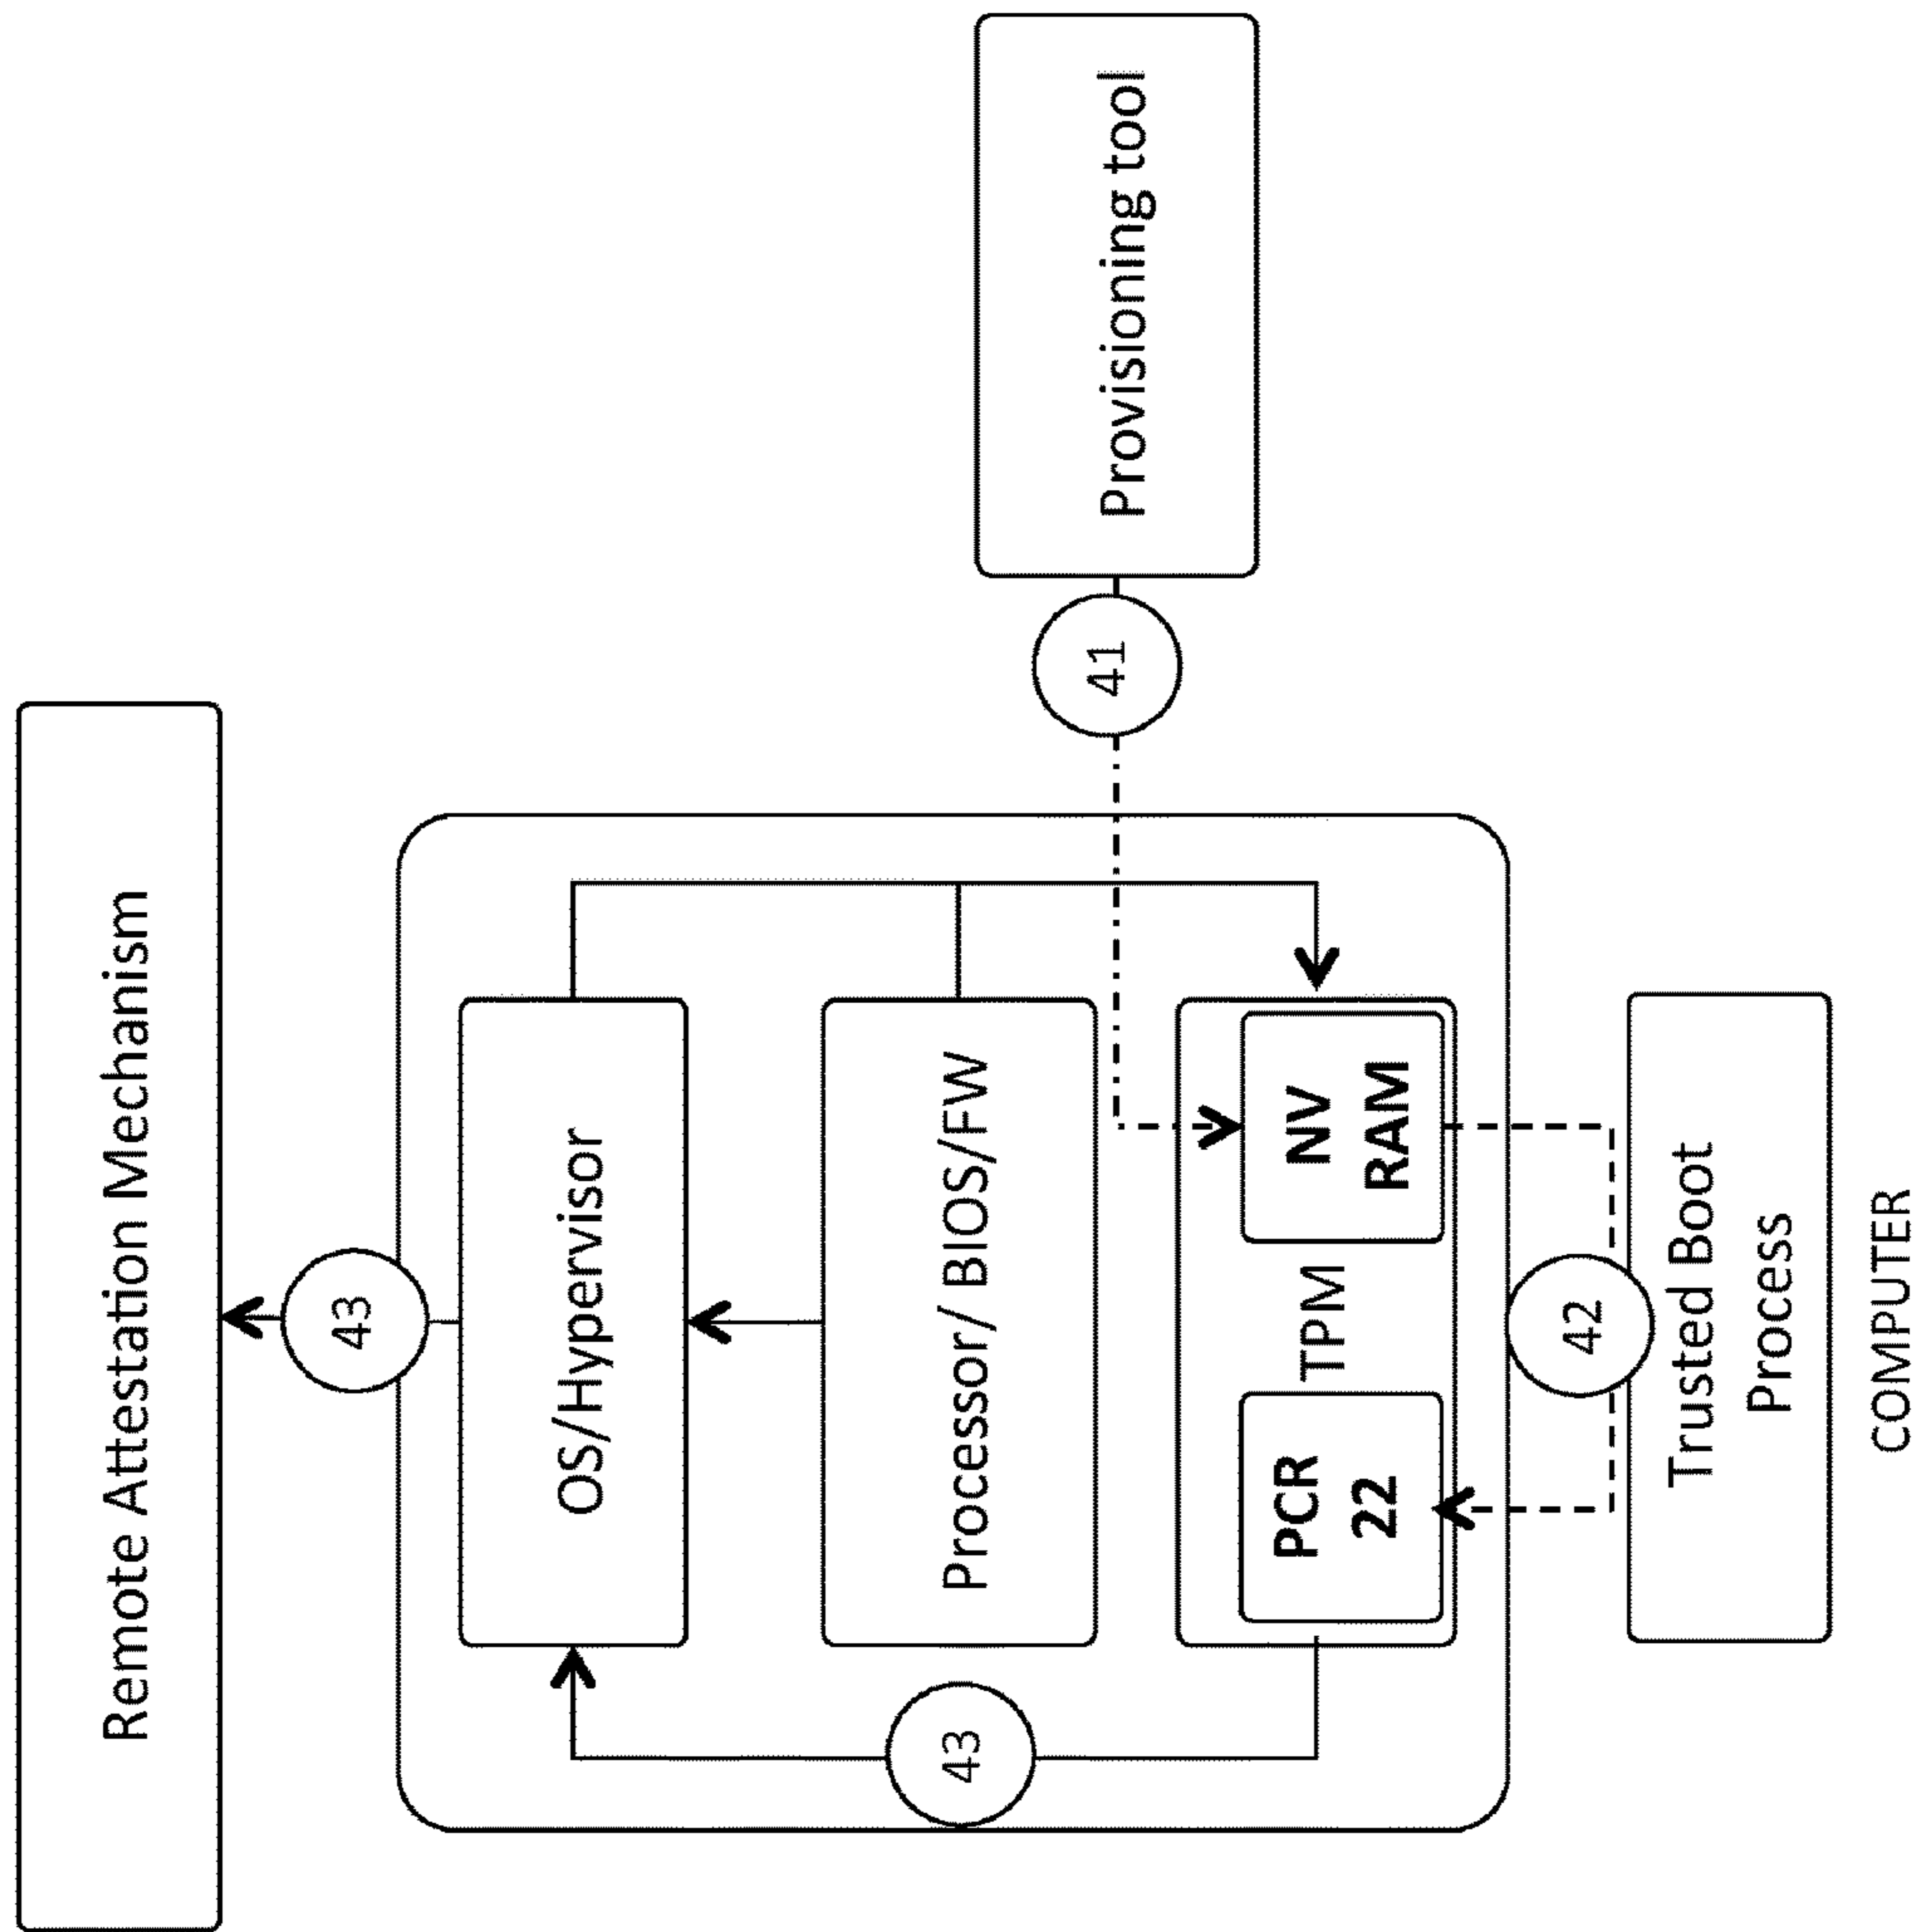 Remote Attestation Mechanism
43
OS/Hypervisor
43
Processor/ BIOS/FW
41
Provisioning tool
PCR
22
TPM
NV
RAM
42
Trusted Boot
Process
COMPUTER